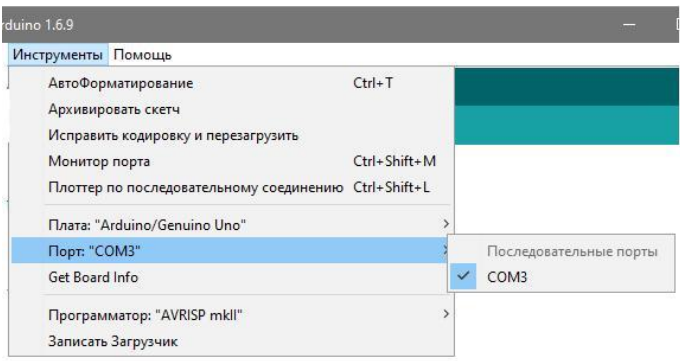 rduino 1.6.9
Инструменты Помощь
АвтоФорматирование Ctrl+T
Архивировать скетч
Исправить кодировку и перезагрузить
Монитор порта Ctrl+Shift+M
Плоттер по последовательному соединению Ctrl+Shift+L
Плата: "Arduino/Genuino Uno"
Порт: "COM3"
Последовательные порты
COM3
Get Board Info
Программатор: "AVRISP mkII"
Записать Загрузчик